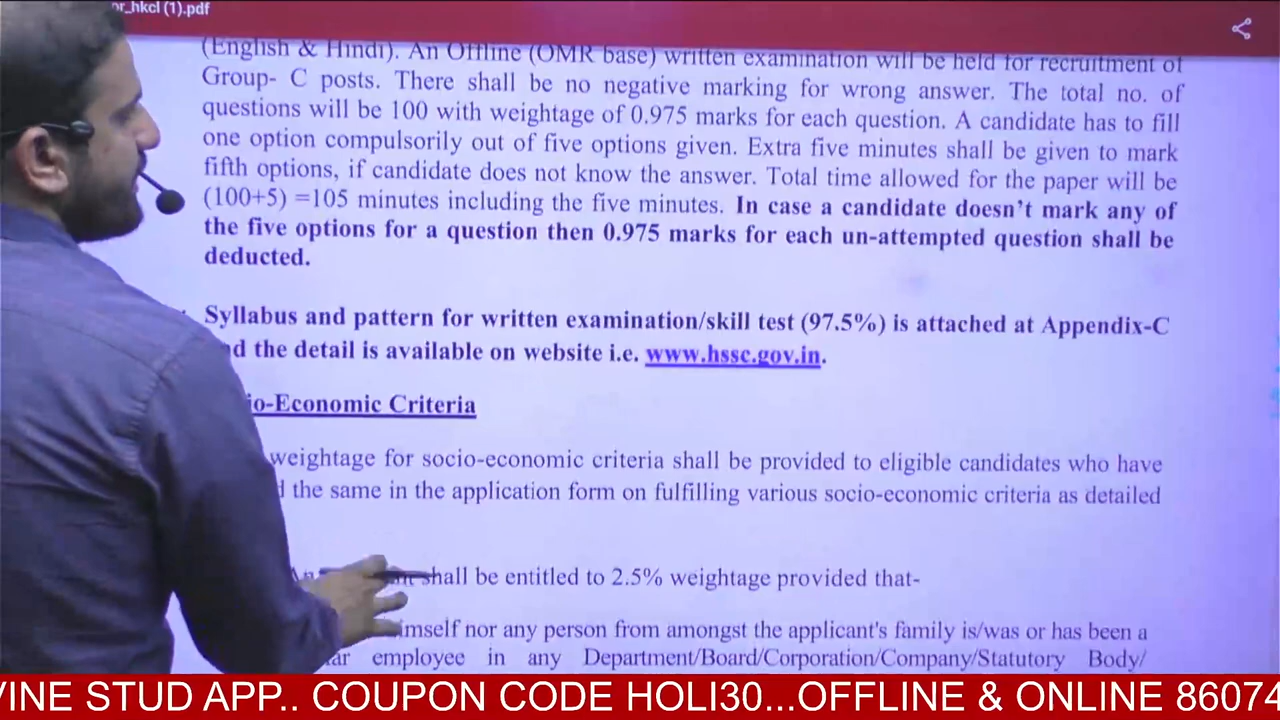 or_hkcl (1).pdf
(English & Hindi). An Offline (OMR base) written examination will be held for recruitment of
Group- C posts. There shall be no negative marking for wrong answer. The total no. of
questions will be 100 with weightage of 0.975 marks for each question. A candidate has to fill
one option compulsorily out of five options given. Extra five minutes shall be given to mark
fifth options, if candidate does not know the answer. Total time allowed for the paper will be
(100+5) =105 minutes including the five minutes. In case a candidate doesn't mark any of
the five options for a question then 0.975 marks for each un-attempted question shall be
deducted.
Syllabus and pattern for written examination/skill test (97.5%) is attached at Appendix-C
the detail is available on website i.e. www.hssc.gov.in.
io-Economic Criteria
weightage for socio-economic criteria shall be provided to eligible candidates who have
the same in the application form on fulfilling various socio-economic criteria as detailed
shall be entitled to 2.5% weightage provided that-
imself nor any person from amongst the applicant's family is/was or has been a
employee in any Department/Board/Corporation/Company/Statutory Body/
VINE STUD APP.. COUPON CODE HOLI30...OFFLINE & ONLINE 86074